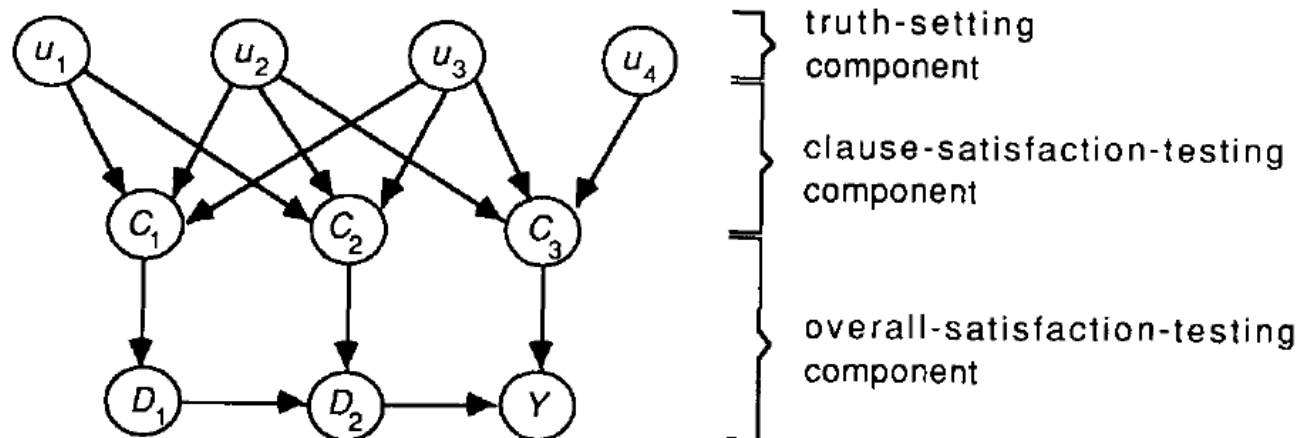 u1 u2 u3 u4
truth-setting
component
clause-satisfaction-testing
component
C1 C2 C3
overall-satisfaction-testing
component
D1 D2 Y